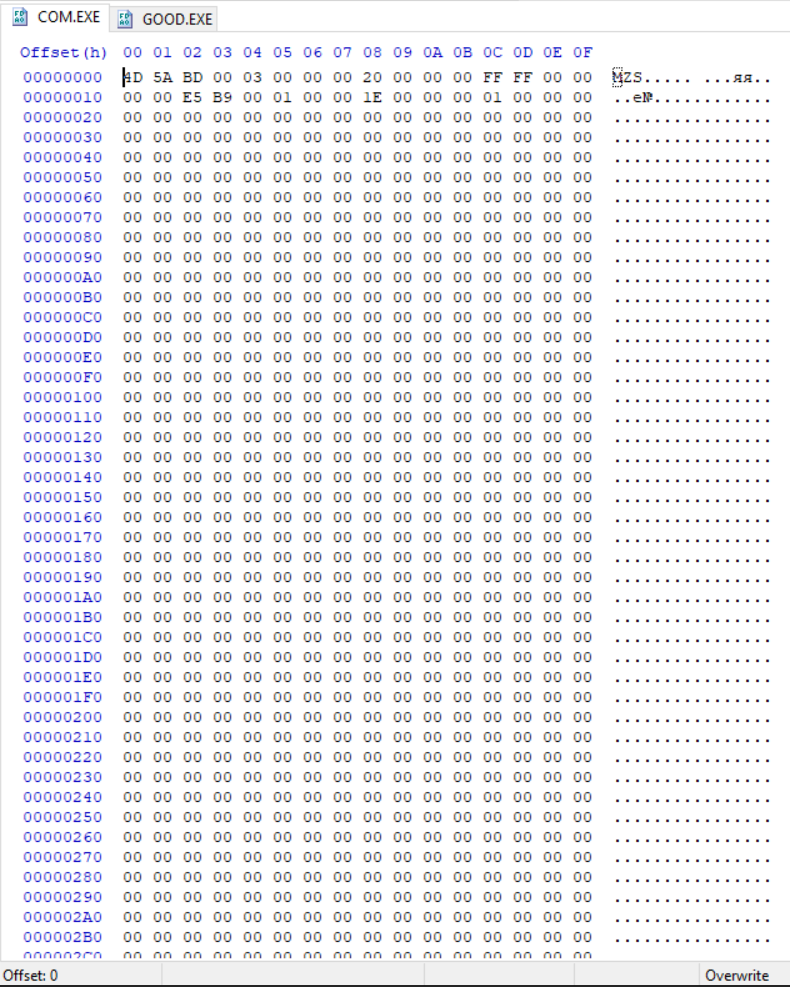 COM.EXE GOOD.EXE
Offset(h) 00 01 02 03 04 05 06 07 08 09 0A 0B 0C 0D 0E 0F
00000000 4D 5A BD 00 03 00 00 00 20 00 00 00 FF FF 00 00 MZЅ..... ...яя..
00000010 00 00 E5 B9 00 01 00 00 1E 00 00 00 01 00 00 00 ..е№............
00000020 00 00 00 00 00 00 00 00 00 00 00 00 00 00 00 00 ................
00000030 00 00 00 00 00 00 00 00 00 00 00 00 00 00 00 00 ................
00000040 00 00 00 00 00 00 00 00 00 00 00 00 00 00 00 00 ................
00000050 00 00 00 00 00 00 00 00 00 00 00 00 00 00 00 00 ................
00000060 00 00 00 00 00 00 00 00 00 00 00 00 00 00 00 00 ................
00000070 00 00 00 00 00 00 00 00 00 00 00 00 00 00 00 00 ................
00000080 00 00 00 00 00 00 00 00 00 00 00 00 00 00 00 00 ................
00000090 00 00 00 00 00 00 00 00 00 00 00 00 00 00 00 00 ................
000000A0 00 00 00 00 00 00 00 00 00 00 00 00 00 00 00 00 ................
000000B0 00 00 00 00 00 00 00 00 00 00 00 00 00 00 00 00 ................
000000C0 00 00 00 00 00 00 00 00 00 00 00 00 00 00 00 00 ................
000000D0 00 00 00 00 00 00 00 00 00 00 00 00 00 00 00 00 ................
000000E0 00 00 00 00 00 00 00 00 00 00 00 00 00 00 00 00 ................
000000F0 00 00 00 00 00 00 00 00 00 00 00 00 00 00 00 00 ................
00000100 00 00 00 00 00 00 00 00 00 00 00 00 00 00 00 00 ................
00000110 00 00 00 00 00 00 00 00 00 00 00 00 00 00 00 00 ................
00000120 00 00 00 00 00 00 00 00 00 00 00 00 00 00 00 00 ................
00000130 00 00 00 00 00 00 00 00 00 00 00 00 00 00 00 00 ................
00000140 00 00 00 00 00 00 00 00 00 00 00 00 00 00 00 00 ................
00000150 00 00 00 00 00 00 00 00 00 00 00 00 00 00 00 00 ................
00000160 00 00 00 00 00 00 00 00 00 00 00 00 00 00 00 00 ................
00000170 00 00 00 00 00 00 00 00 00 00 00 00 00 00 00 00 ................
00000180 00 00 00 00 00 00 00 00 00 00 00 00 00 00 00 00 ................
00000190 00 00 00 00 00 00 00 00 00 00 00 00 00 00 00 00 ................
000001A0 00 00 00 00 00 00 00 00 00 00 00 00 00 00 00 00 ................
000001B0 00 00 00 00 00 00 00 00 00 00 00 00 00 00 00 00 ................
000001C0 00 00 00 00 00 00 00 00 00 00 00 00 00 00 00 00 ................
000001D0 00 00 00 00 00 00 00 00 00 00 00 00 00 00 00 00 ................
000001E0 00 00 00 00 00 00 00 00 00 00 00 00 00 00 00 00 ................
000001F0 00 00 00 00 00 00 00 00 00 00 00 00 00 00 00 00 ................
00000200 00 00 00 00 00 00 00 00 00 00 00 00 00 00 00 00 ................
00000210 00 00 00 00 00 00 00 00 00 00 00 00 00 00 00 00 ................
00000220 00 00 00 00 00 00 00 00 00 00 00 00 00 00 00 00 ................
00000230 00 00 00 00 00 00 00 00 00 00 00 00 00 00 00 00 ................
00000240 00 00 00 00 00 00 00 00 00 00 00 00 00 00 00 00 ................
00000250 00 00 00 00 00 00 00 00 00 00 00 00 00 00 00 00 ................
00000260 00 00 00 00 00 00 00 00 00 00 00 00 00 00 00 00 ................
00000270 00 00 00 00 00 00 00 00 00 00 00 00 00 00 00 00 ................
00000280 00 00 00 00 00 00 00 00 00 00 00 00 00 00 00 00 ................
00000290 00 00 00 00 00 00 00 00 00 00 00 00 00 00 00 00 ................
000002A0 00 00 00 00 00 00 00 00 00 00 00 00 00 00 00 00 ................
000002B0 00 00 00 00 00 00 00 00 00 00 00 00 00 00 00 00 ................
000002C0 00 00 00 00 00 00 00 00 00 00 00 00 00 00 00 00
Offset: 0 Overwrite